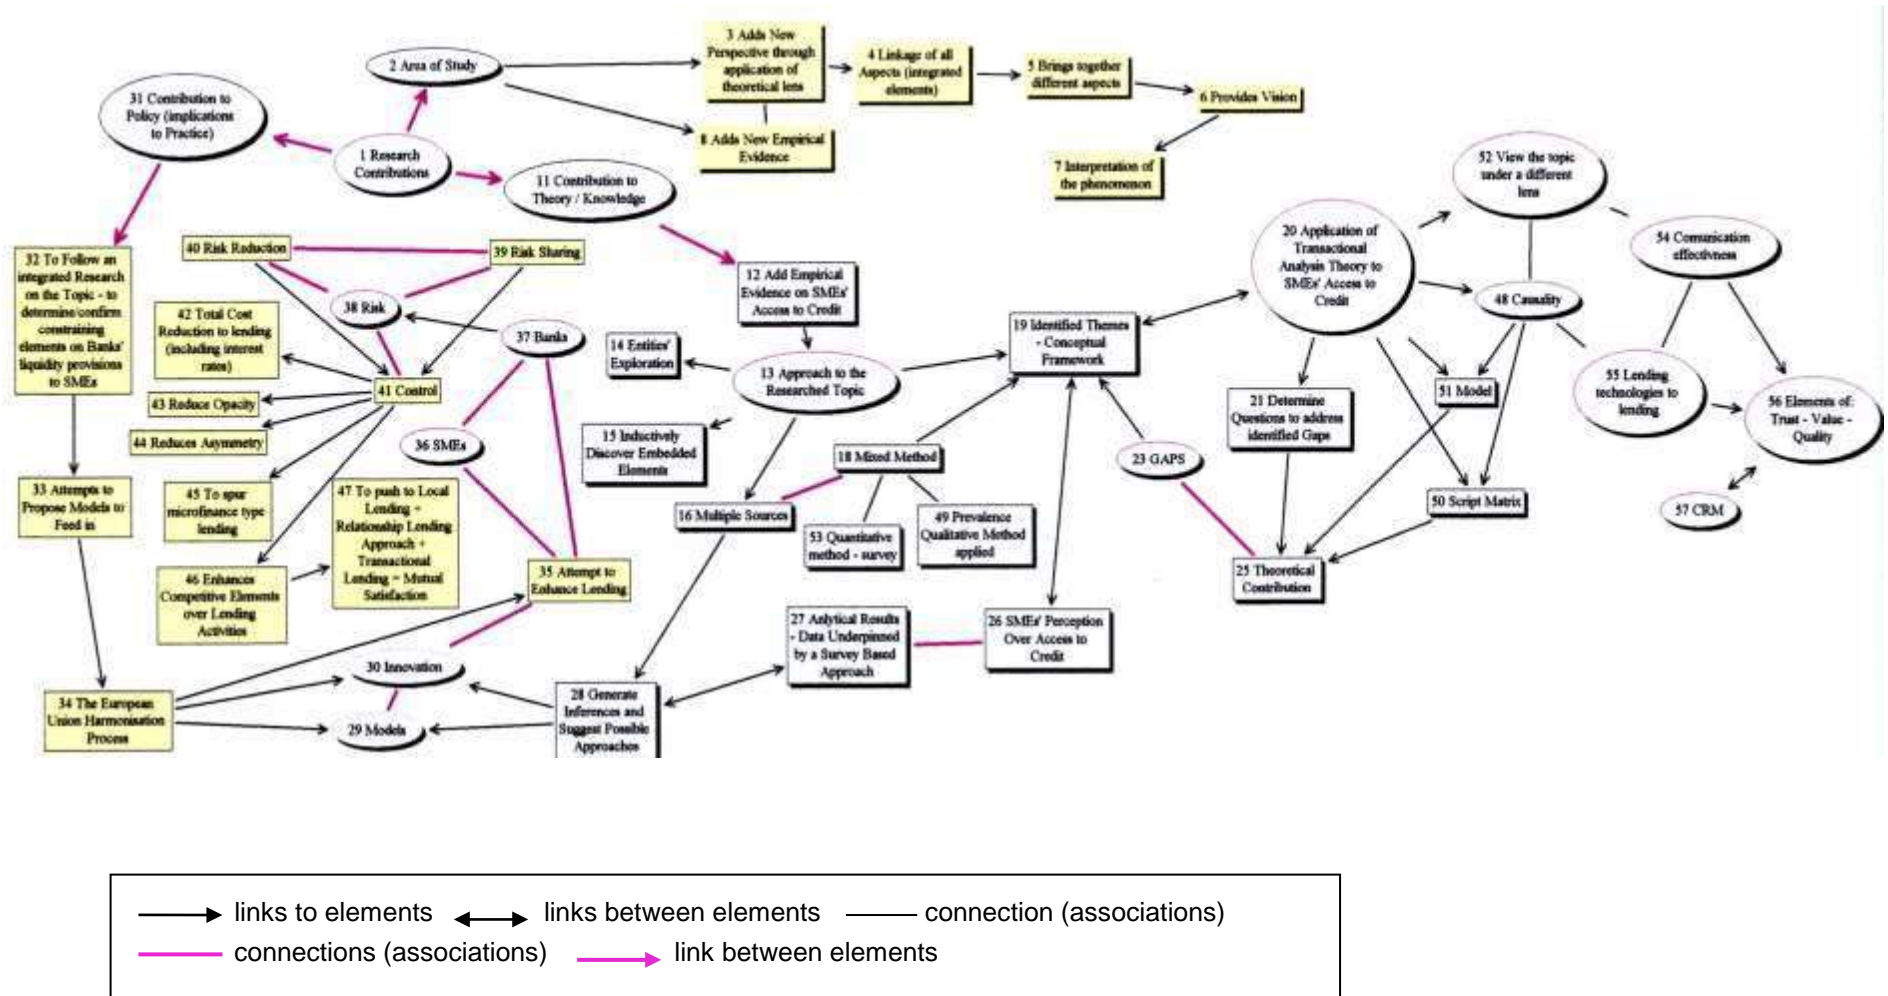 3 Adds New
Perspective through
application of
theoretical lens
4 Linkage of all
Aspects (integrated
elements)
5 Brings together
different aspects
6 Provides Vision
2 Area of Study
31 Contribution to
Policy (implications
to Practice)
8 Adds New Empirical
Evidence
1 Research
Contributions
7 Interpretation of
the phenomenon
52 View the topic
under a different
lens
11 Contribution to
Theory / Knowledge
40 Risk Reduction
39 Risk Sharing
20 Application of
Transactional
Analysis Theory to
SMEs' Access to
Credit
54 Comunication
effectivness
32 To Follow an
integrated Research
on the Topic - to
determine/confirm
constraining
elements on Banks'
liquidity provisions
to SMEs
12 Add Empirical
Evidence on SMEs'
Access to Credit
38 Risk
48 Causality
42 Total Cost
Reduction to lending
(including interest
rates)
37 Banks
14 Entities'
Exploration
19 Identified Themes
- Conceptual
Framework
13 Approach to the
Researched Topic
41 Control
51 Model
55 Lending
technologies to
lending
43 Reduce Opacity
21 Determine
Questions to address
identified Gaps
56 Elements of:
Trust - Value -
Quality
44 Reduces Asymmetry
36 SMEs
15 Inductively
Discover Embedded
Elements
18 Mixed Method
23 GAPS
33 Attempts to
Propose Models to
Feed in
45 To spur
microfinance type
lending
47 To push to Local
Lending +
Relationship Lending
Approach +
Transactional
Lending = Mutual
Satisfaction
16 Multiple Sources
53 Quantitative
method - survey
49 Prevalence
Qualitative Method
applied
50 Script Matrix
57 CRM
46 Enhances
Competitive Elements
over Lending
Activities
35 Attempt to
Enhance Lending
25 Theoretical
Contribution
27 Anlytical Results
- Data Underpinned
by a Survey Based
Approach
26 SMEs' Perception
Over Access to
Credit
30 Innovation
34 The European
Union Harmonisation
Process
29 Models
28 Generate
Inferences and
Suggest Possible
Approaches
links to elements
links between elements
connection (associations)
connections (associations)
link between elements